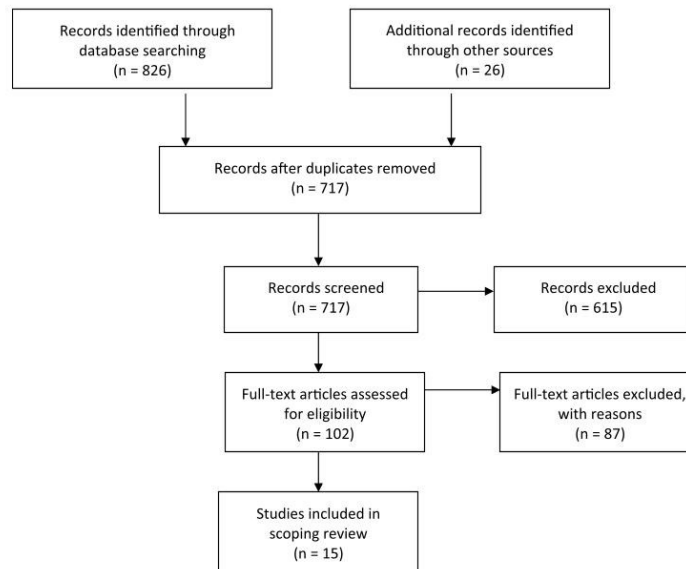 Records identified through
database searching
(n = 826)
Additional records identified
through other sources
(n = 26)
Records after duplicates removed
(n = 717)
Records screened
(n = 717)
Records excluded
(n = 615)
Full-text articles assessed
for eligibility
(n = 102)
Full-text articles excluded,
with reasons
(n = 87)
Studies included in
scoping review
(n = 15)